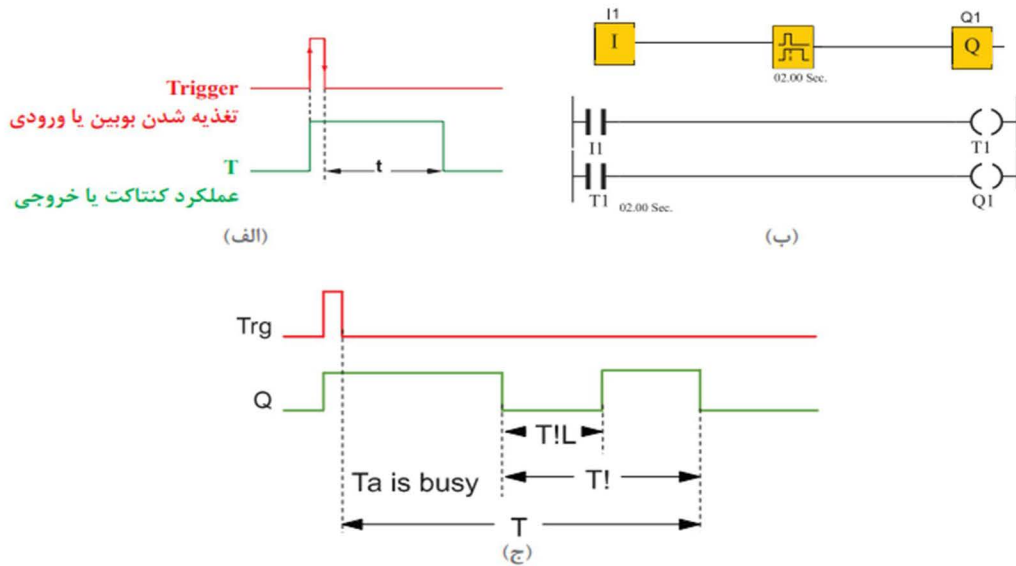 Trigger
تغذیه شدن بوبین یا ورودی
T
عملکرد کنتاکت یا خروجی
t
(الف)
I1
I
Q1
Q
02.00 Sec.
I1
T1
T1
02.00 Sec.
Q1
(ب)
Trg
Q
T!L
Ta is busy
T!
T
(ج)